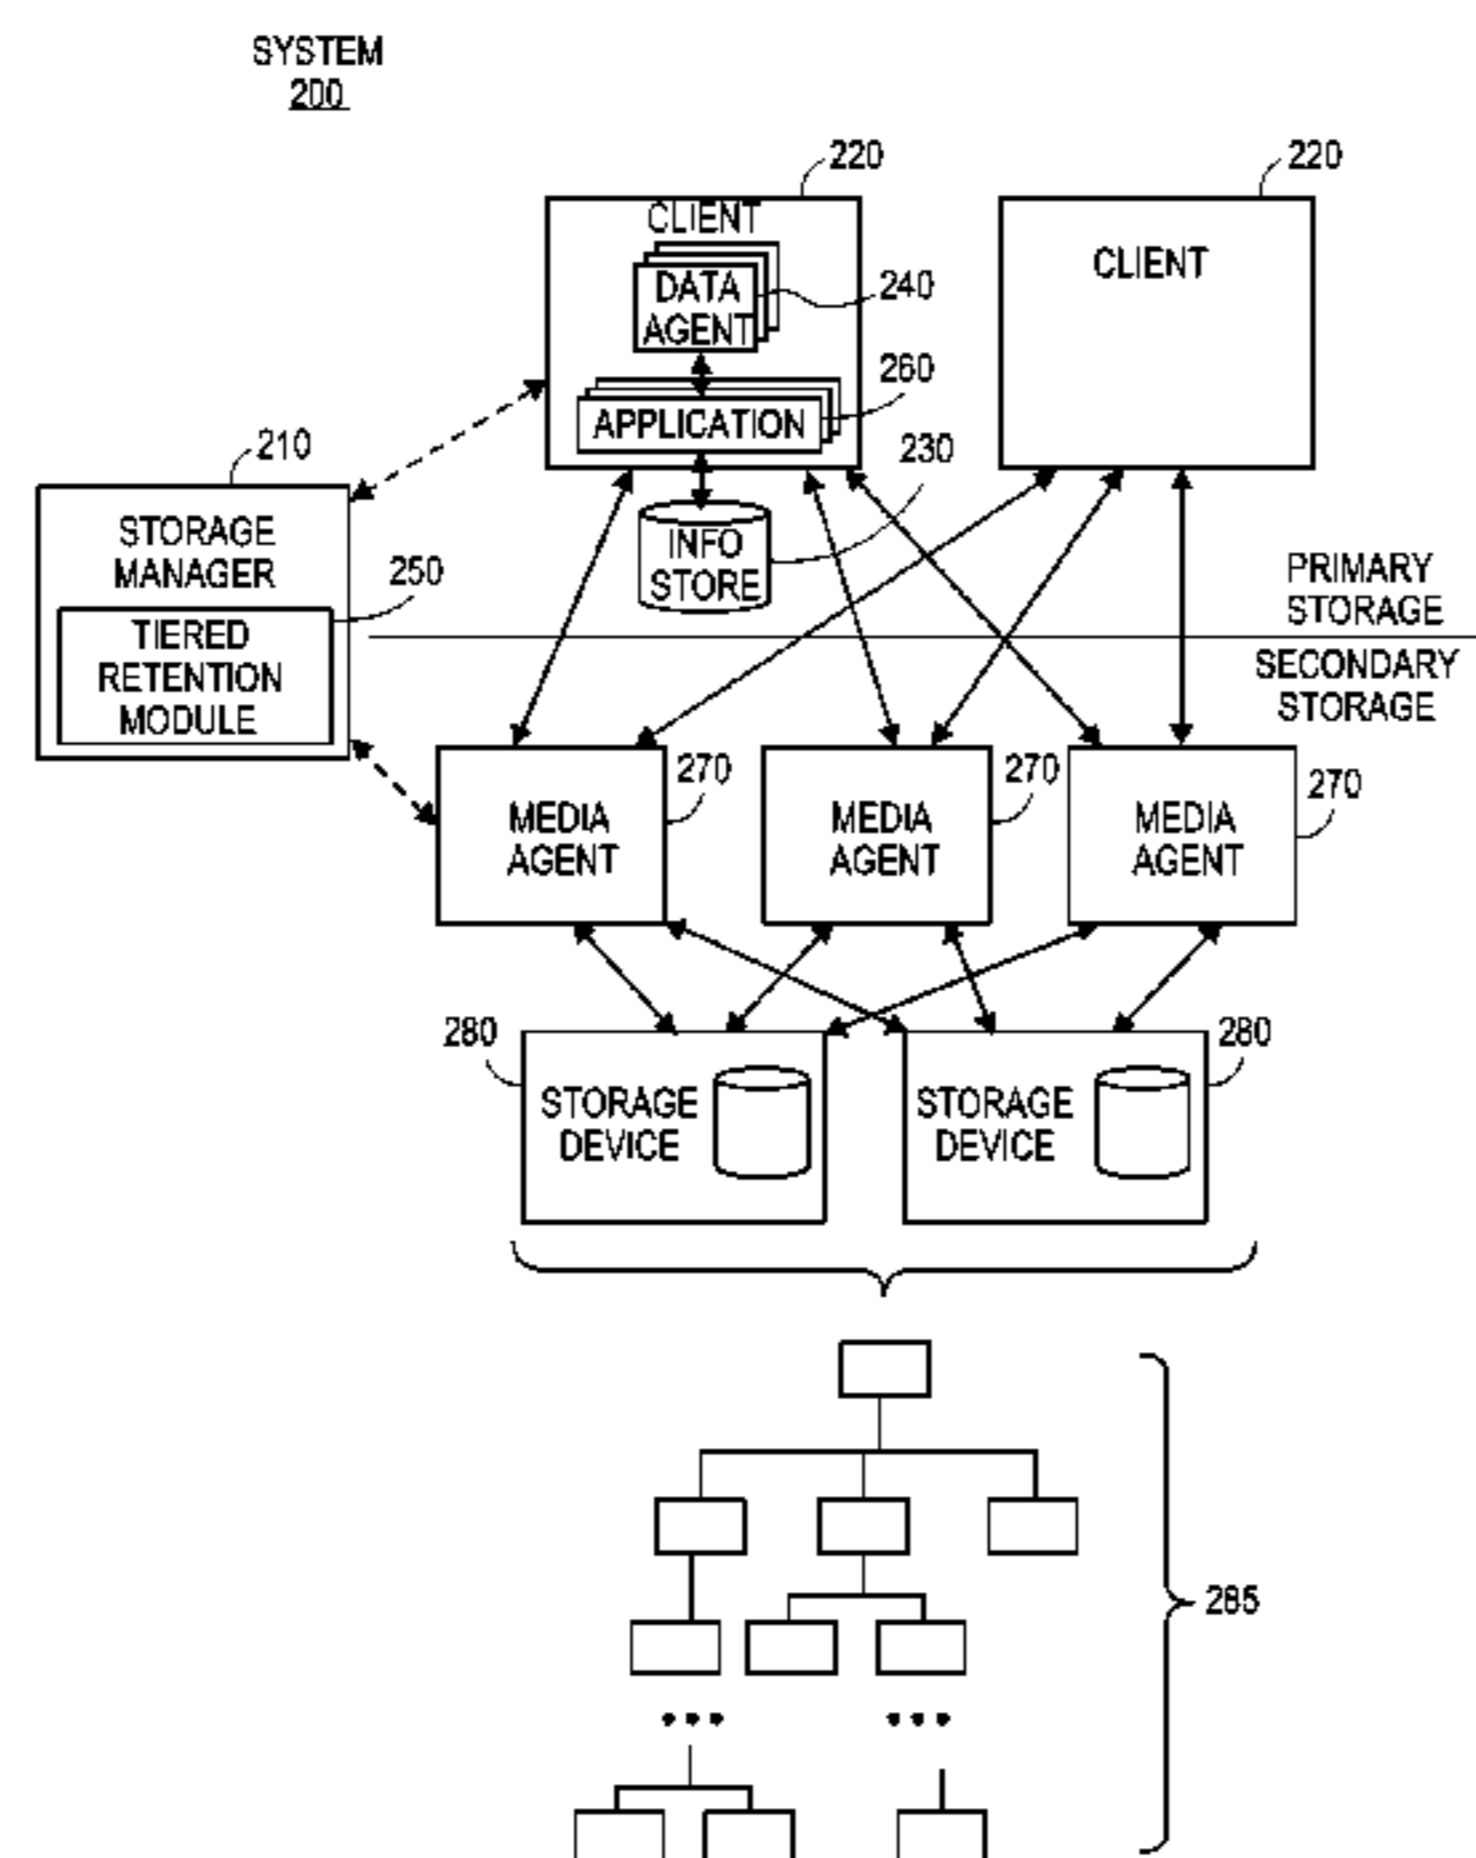 SYSTEM
200
220
220
CLIENT
CLIENT
DATA
AGENT
240
260
APPLICATION
230
210
INFO
STORE
STORAGE
MANAGER
250
TIERED
RETENTION
MODULE
PRIMARY
STORAGE
SECONDARY
STORAGE
270
270
270
MEDIA
AGENT
MEDIA
AGENT
MEDIA
AGENT
280
280
STORAGE
DEVICE
STORAGE
DEVICE
285